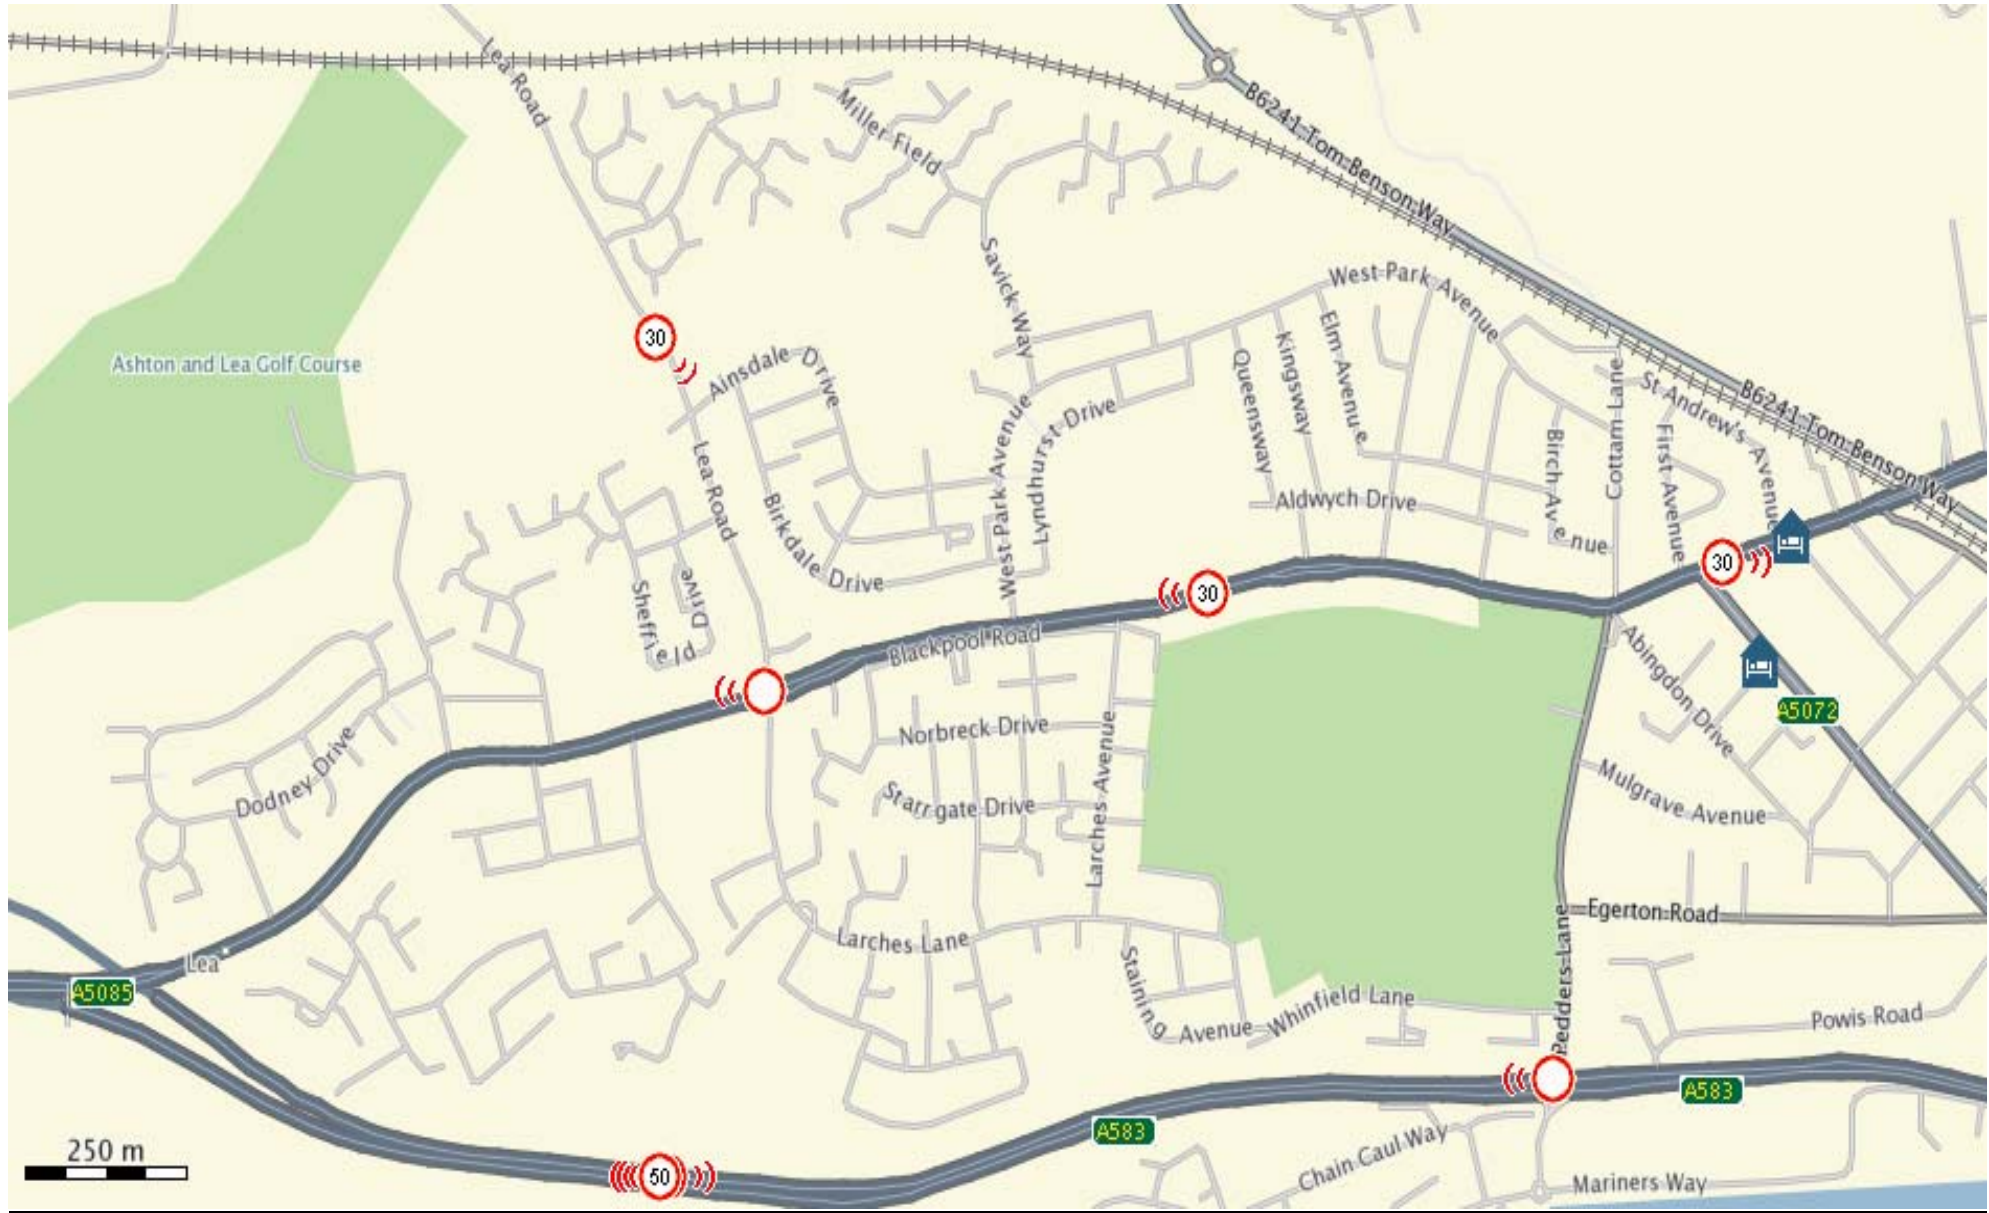 Lea Road
Miller Field
B6241 Tom Benson Way
Savick Way
West Park Avenue
Ashton and Lea Golf Course
30
Ainsdale Drive
Elm Avenue
Kingsway
Queensway
Cottam Lane
St Andrew's Avenue
B6241 Tom Benson Way
Lyndhurst Drive
West Park Avenue
Lea Road
Birch Avenue
First Avenue
Birkdale Drive
Aldwych Drive
Sheffield Drive
30
30
Blackpool Road
Abingdon Drive
A5072
Norbreck Drive
Dodney Drive
Larches Avenue
Starr gate Drive
Mulgrave Avenue
Egerton Road
Larches Lane
Lea
A5085
Staining Avenue
Whinfield Lane
Pedders Lane
Powis Road
A583
A583
Chain Caul Way
250 m
50
Mariners Way